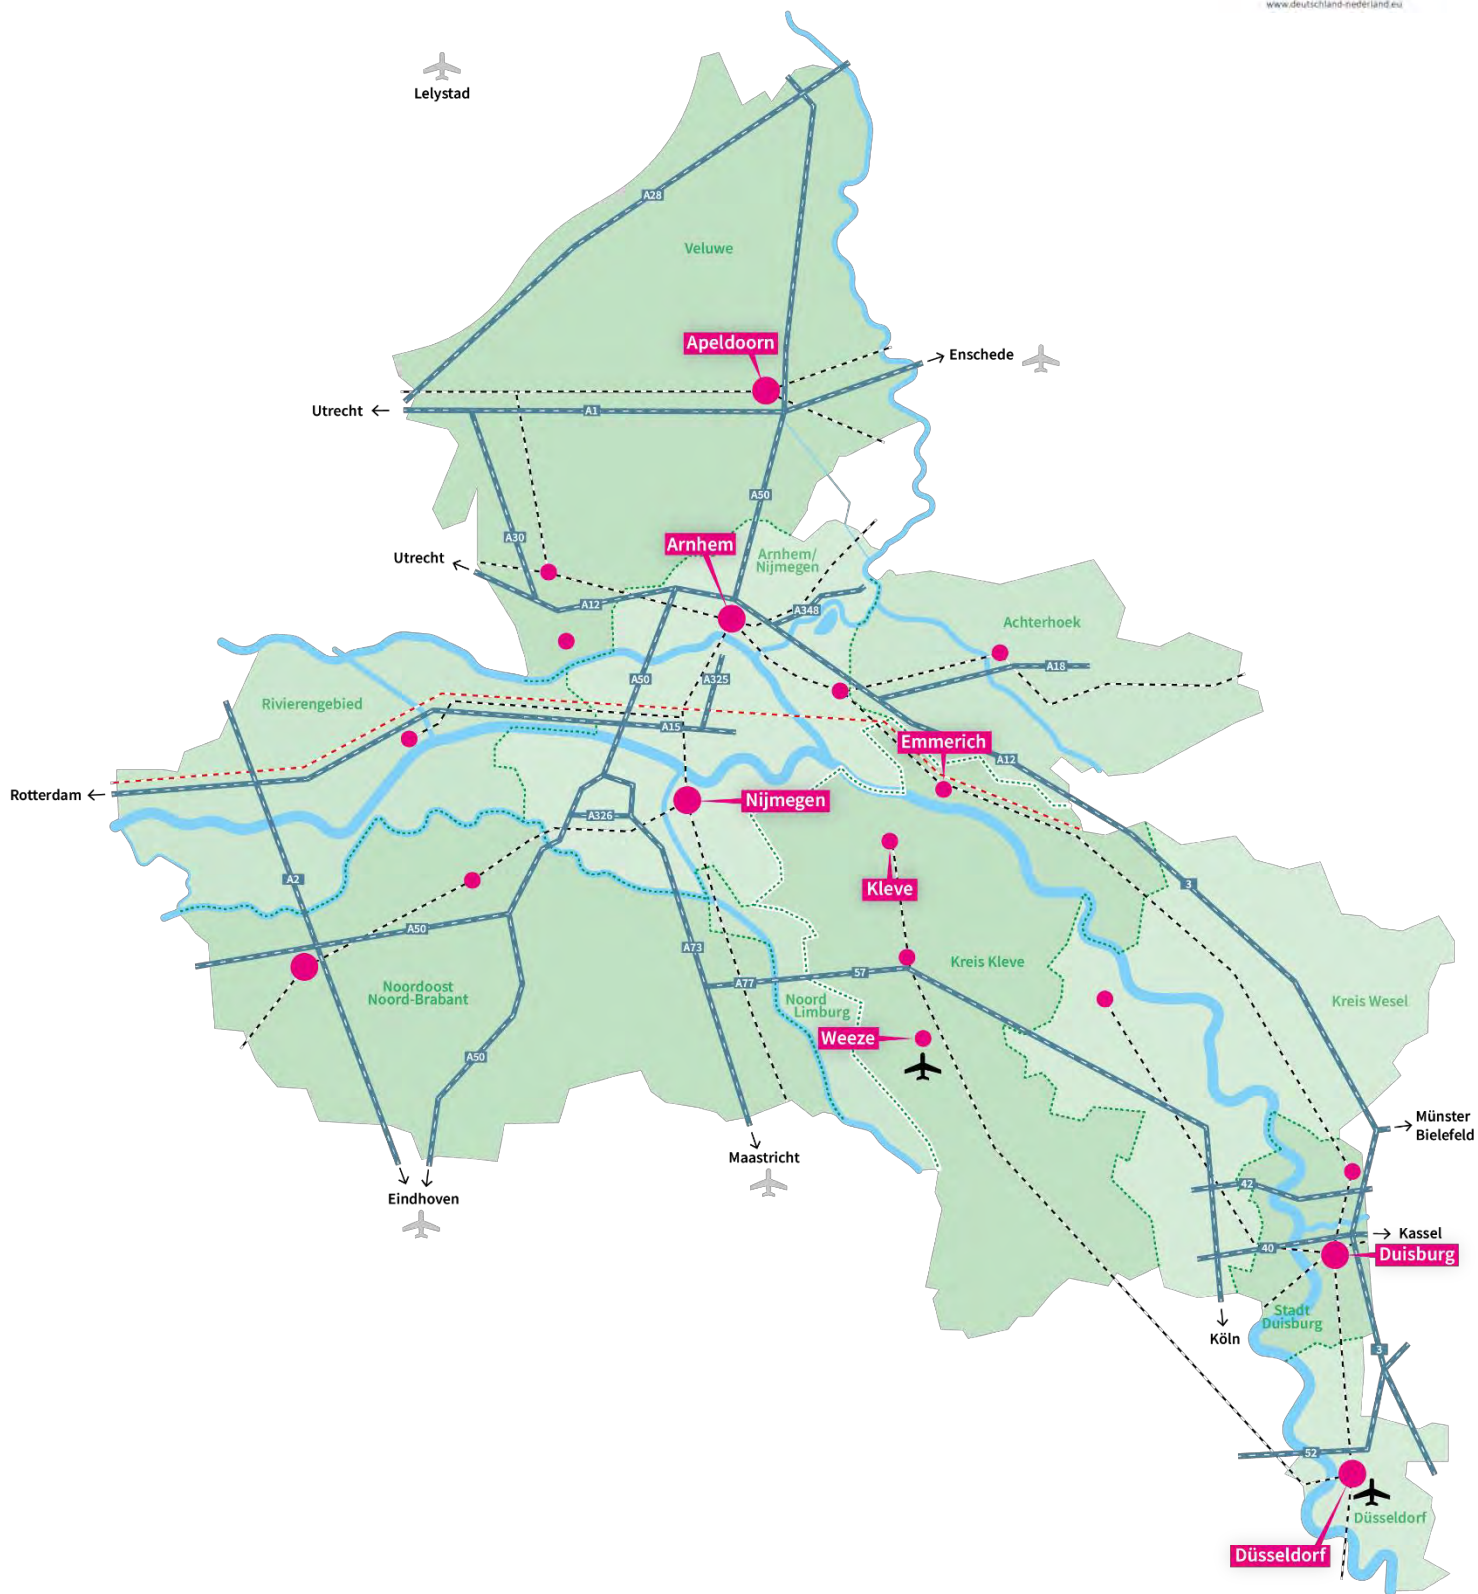 www.deutschland-nederland.eu
Lelystad
A28
Veluwe
Apeldoorn
Enschede
Utrecht
A1
A50
A30
Arnhem
Arnhem/
Nijmegen
Utrecht
A12
A348
Achterhoek
A18
A50
A325
Rivierengebied
A15
Emmerich
A12
Rotterdam
Nijmegen
A326
A2
Kleve
3
A50
A73
Kreis Kleve
57
A77
Noordoost
Noord-Brabant
Noord
Limburg
Kreis Wesel
Weeze
A50
Münster
Bielefeld
Maastricht
Eindhoven
42
Kassel
40
Duisburg
Stadt
Duisburg
Köln
3
52
Düsseldorf
Düsseldorf